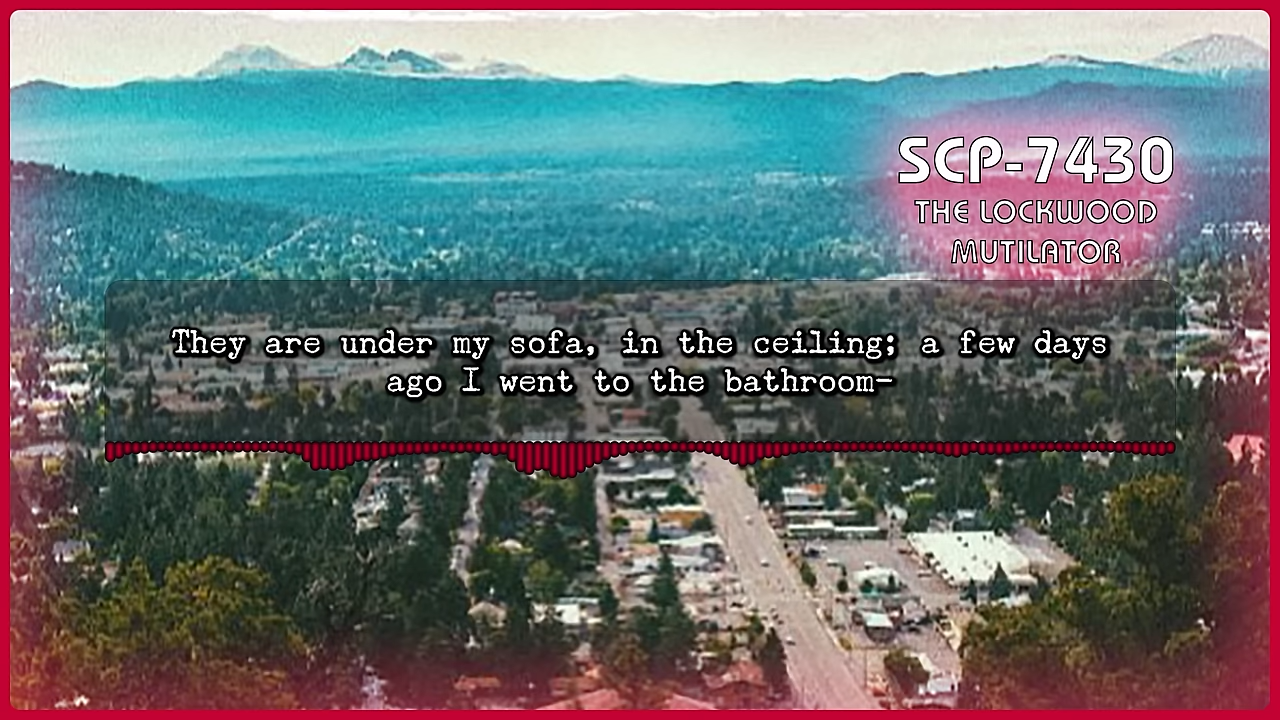 SCP-7430
THE LOCKWOOD
MUTILATOR
They are under my sofa, in the ceiling; a few days
ago I went to the bathroom-